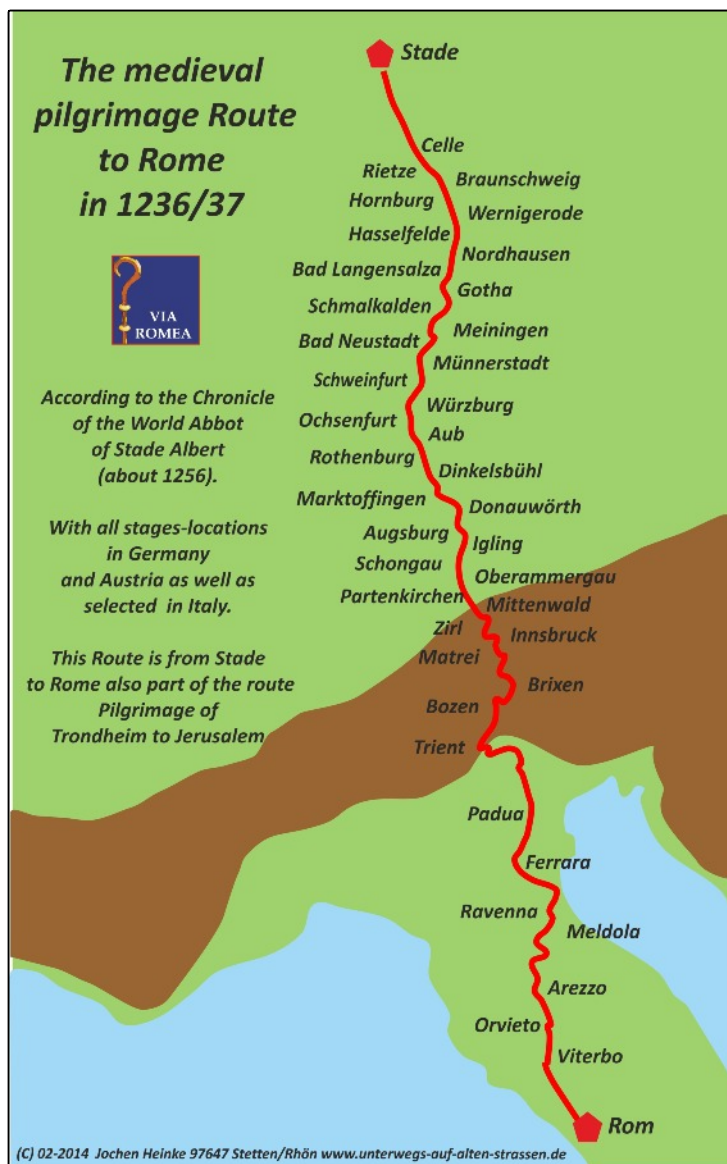 The medieval
pilgrimage Route
to Rome
in 1236/37
VIA
ROMEA
According to the Chronicle
of the World Abbot
of Stade Albert
(about 1256).
With all stages-locations
in Germany
and Austria as well as
selected in Italy.
This Route is from Stade
to Rome also part of the route
Pilgrimage of
Trondheim to Jerusalem
Stade
Celle
Rietze
Braunschweig
Hornburg
Wernigerode
Hasselfelde
Nordhausen
Bad Langensalza
Gotha
Schmalkalden
Meiningen
Bad Neustadt
Münnerstadt
Schweinfurt
Würzburg
Ochsenfurt
Aub
Rothenburg
Dinkelsbühl
Marktoffingen
Donauwörth
Augsburg
Igling
Schongau
Oberammergau
Partenkirchen
Mittenwald
Zirl
Innsbruck
Matrei
Brixen
Bozen
Trient
Padua
Ferrara
Ravenna
Meldola
Arezzo
Orvieto
Viterbo
Rom
(C) 02-2014 Jochen Heinke 97647 Stetten/Rhön www.unterwegs-auf-alten-strassen.de